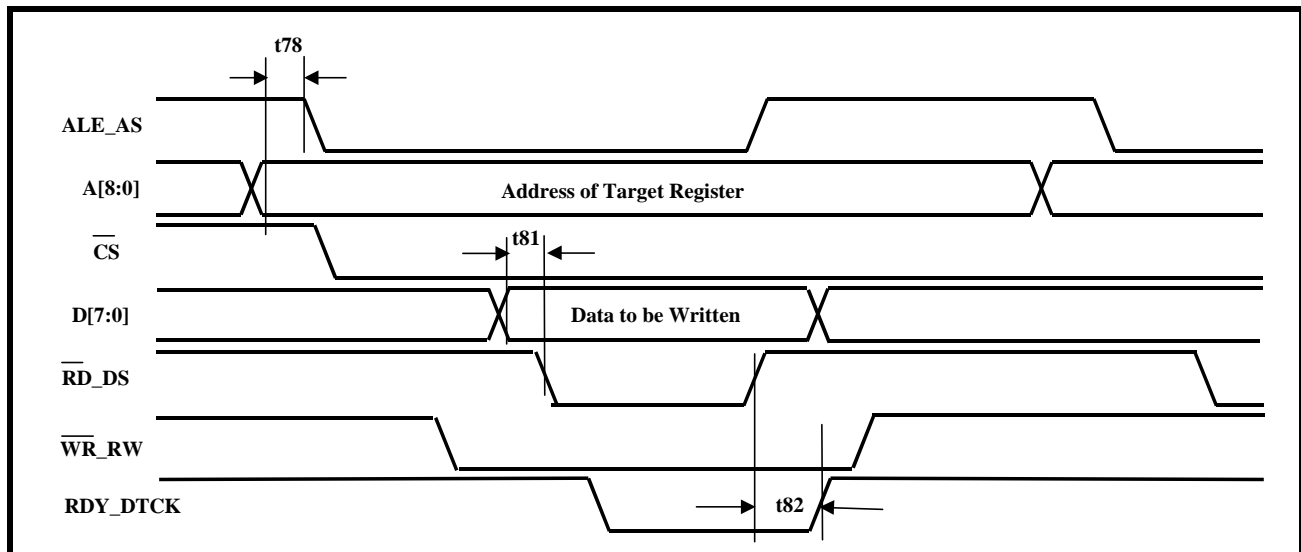 t78
ALE_AS
A[8:0]
Address of Target Register
CS
t81
D[7:0]
Data to be Written
RD_DS
WR_RW
RDY_DTCK
t82